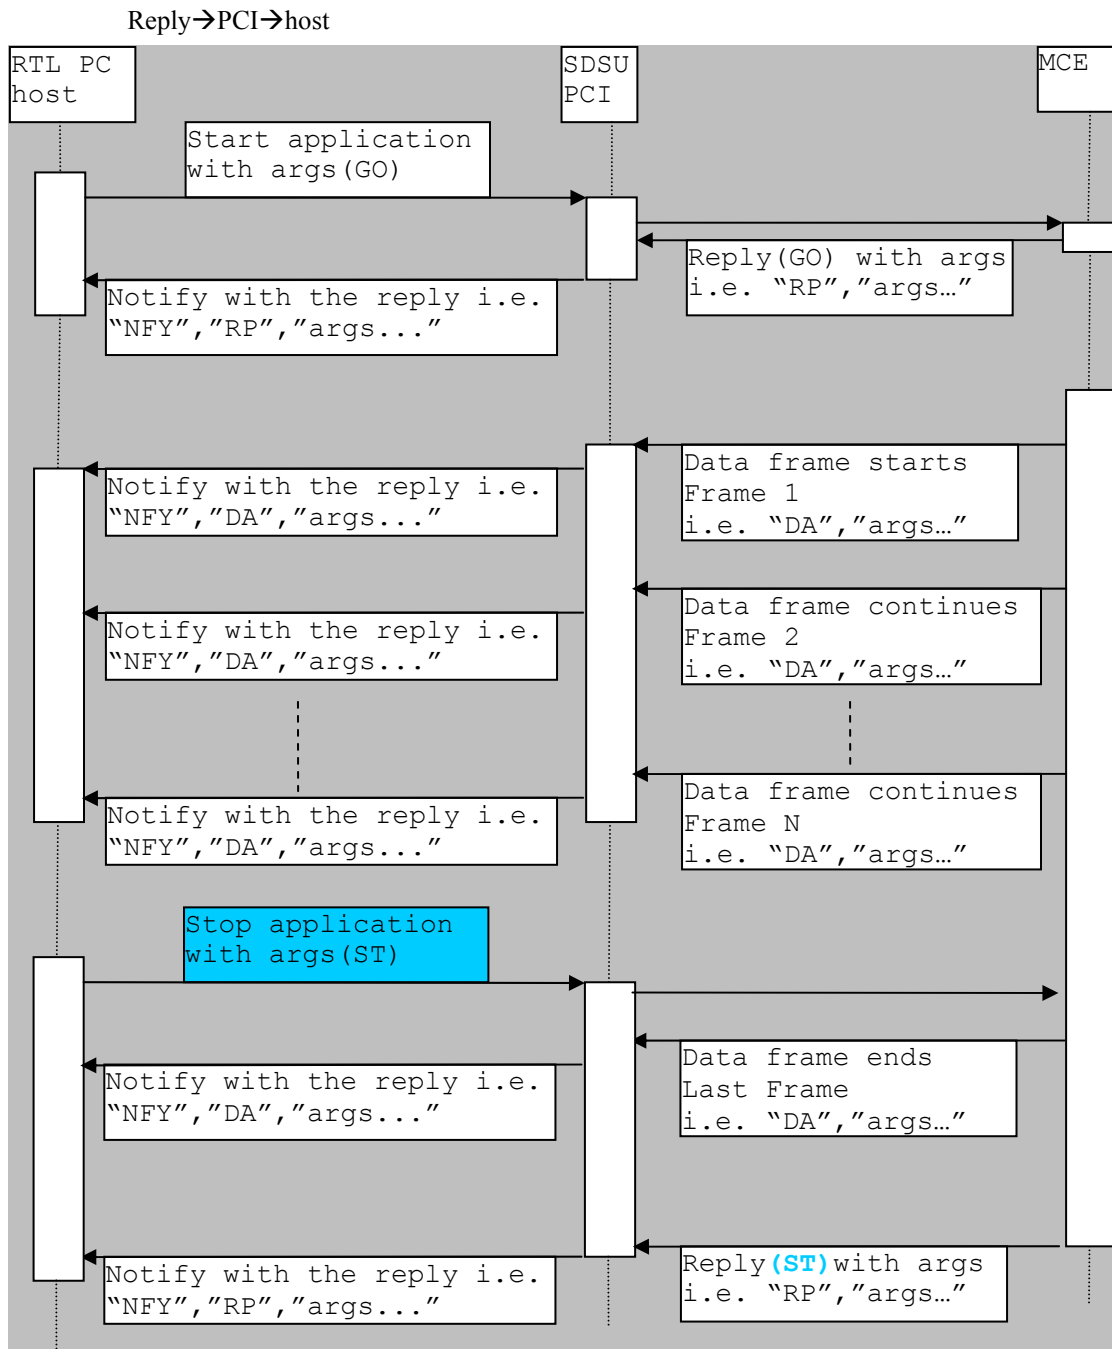 Reply→PCI→host
RTL PC
host
SDSU
PCI
MCE
Start application
with args(GO)
Reply(GO) with args
i.e. “RP”,”args…”
Notify with the reply i.e.
“NFY”,”RP”,”args...”
Data frame starts
Frame 1
i.e. “DA”,”args…”
Notify with the reply i.e.
“NFY”,”DA”,”args...”
Data frame continues
Frame 2
i.e. “DA”,”args…”
Notify with the reply i.e.
“NFY”,”DA”,”args...”
Data frame continues
Frame N
i.e. “DA”,”args…”
Notify with the reply i.e.
“NFY”,”DA”,”args...”
Stop application
with args(ST)
Data frame ends
Last Frame
i.e. “DA”,”args…”
Notify with the reply i.e.
“NFY”,”DA”,”args...”
Reply(ST)with args
i.e. “RP”,”args…”
Notify with the reply i.e.
“NFY”,”RP”,”args...”